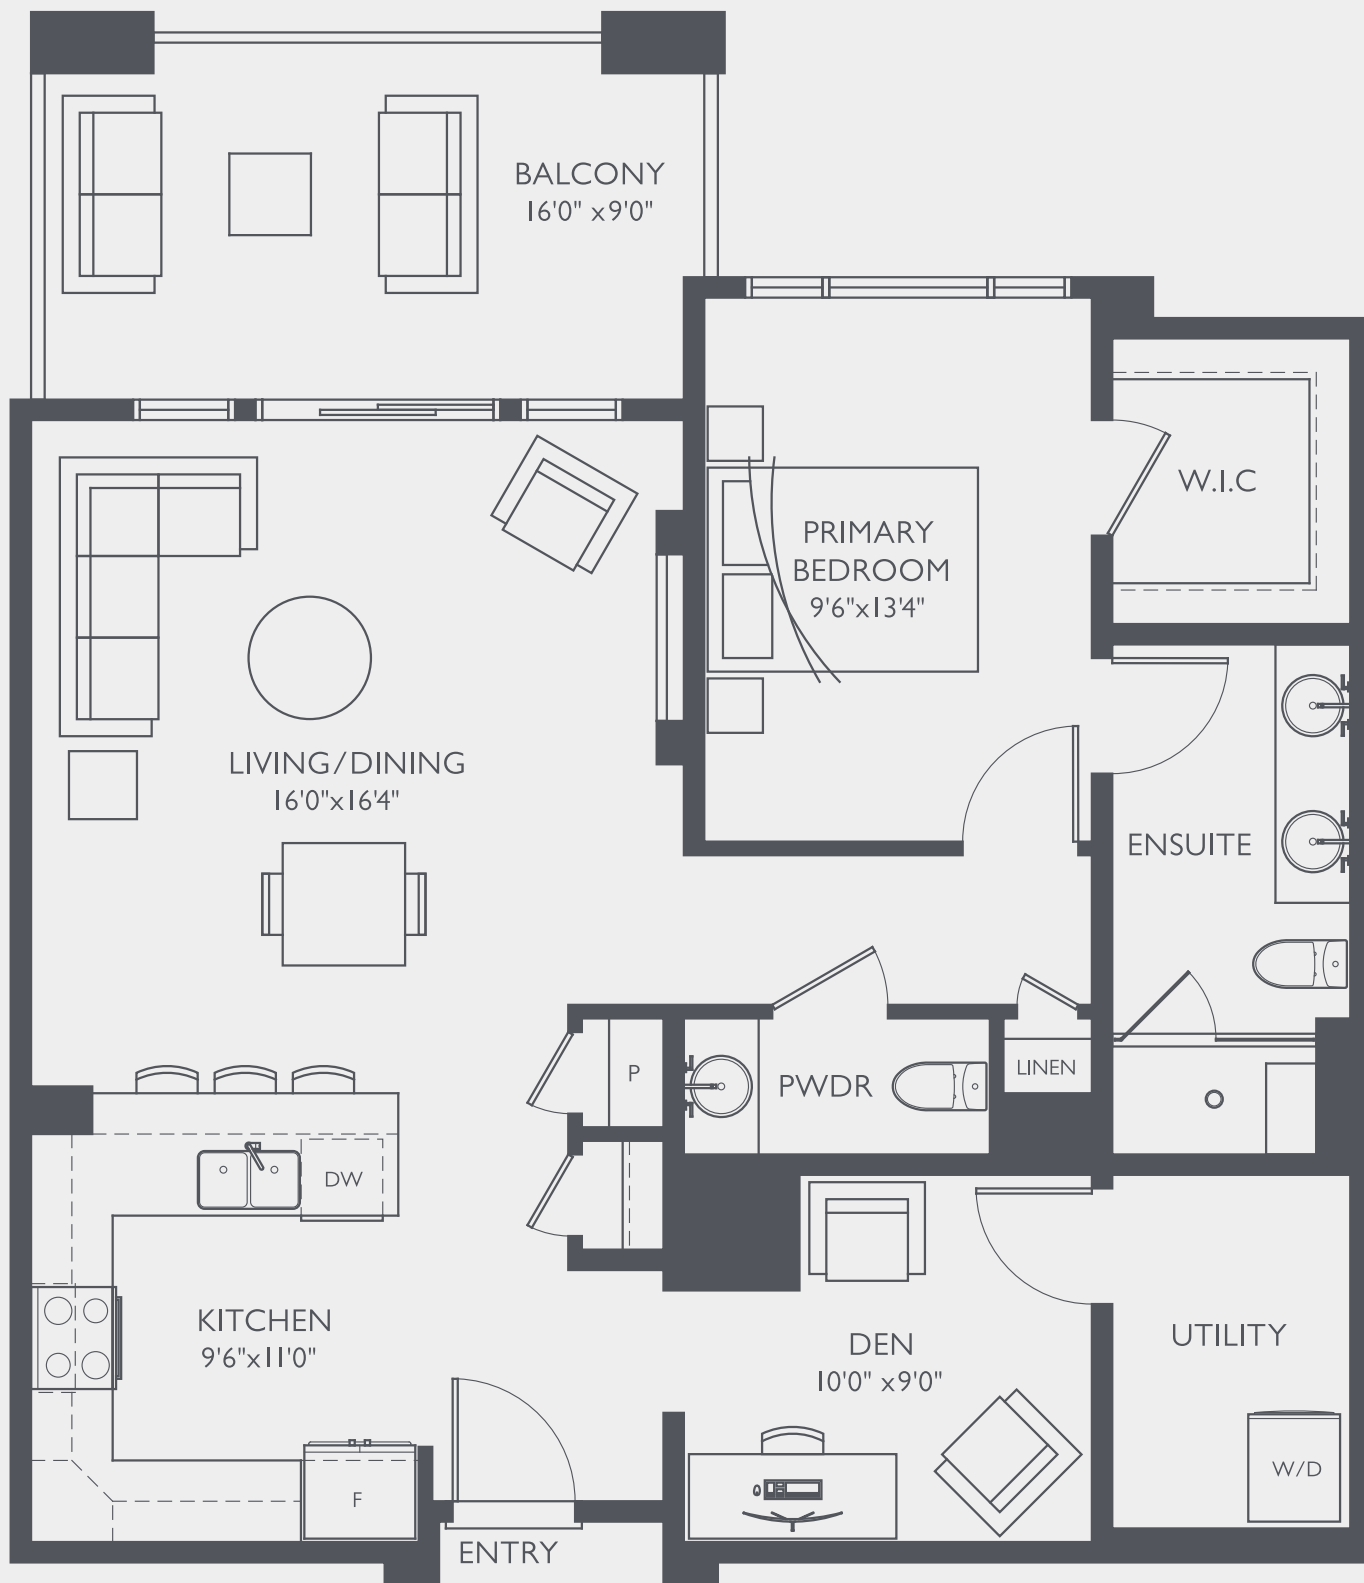 BALCONY
16'0" x9'0"
W.I.C
PRIMARY
BEDROOM
9'6"x13'4"
LIVING/DINING
16'0"x16'4"
ENSUITE
P
PWDR
LINEN
DW
KITCHEN
9'6"x11'0"
DEN
10'0" x9'0"
UTILITY
W/D
F
ENTRY